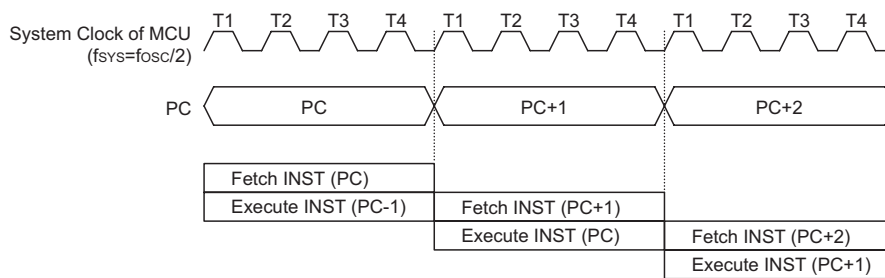 T1 T2 T3 T4 T1 T2 T3 T4 T1 T2 T3 T4
System Clock of MCU
(fSYS=fOSC/2)
PC PC PC+1 PC+2
Fetch INST (PC)
Execute INST (PC-1) Fetch INST (PC+1)
Execute INST (PC) Fetch INST (PC+2)
Execute INST (PC+1)